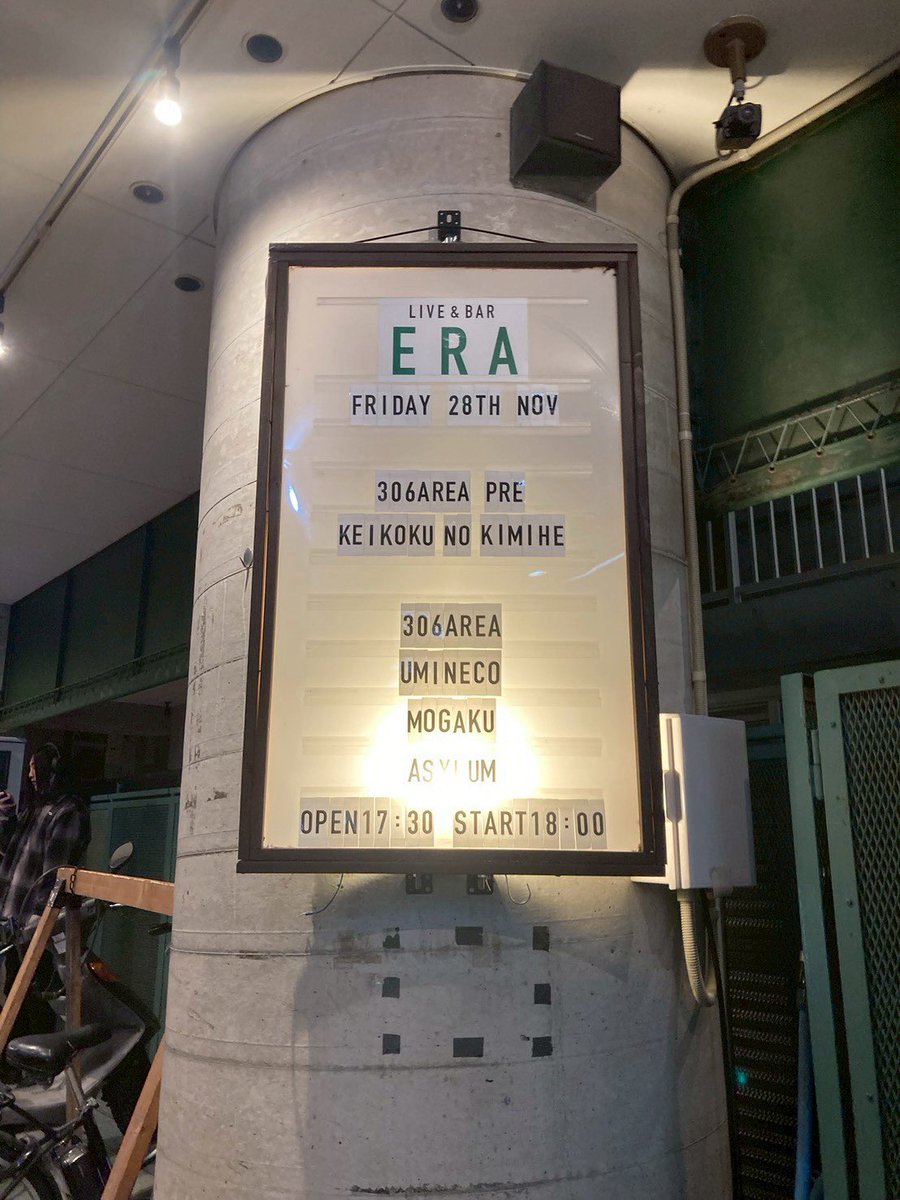 LIVE & BAR
ERA
FRIDAY 28TH NOV
306AREA PRE
KEIKOKU NO KIMIHE
306AREA
UMINECO
MOGAKU
ASYLUM
OPEN17:30 START18:00